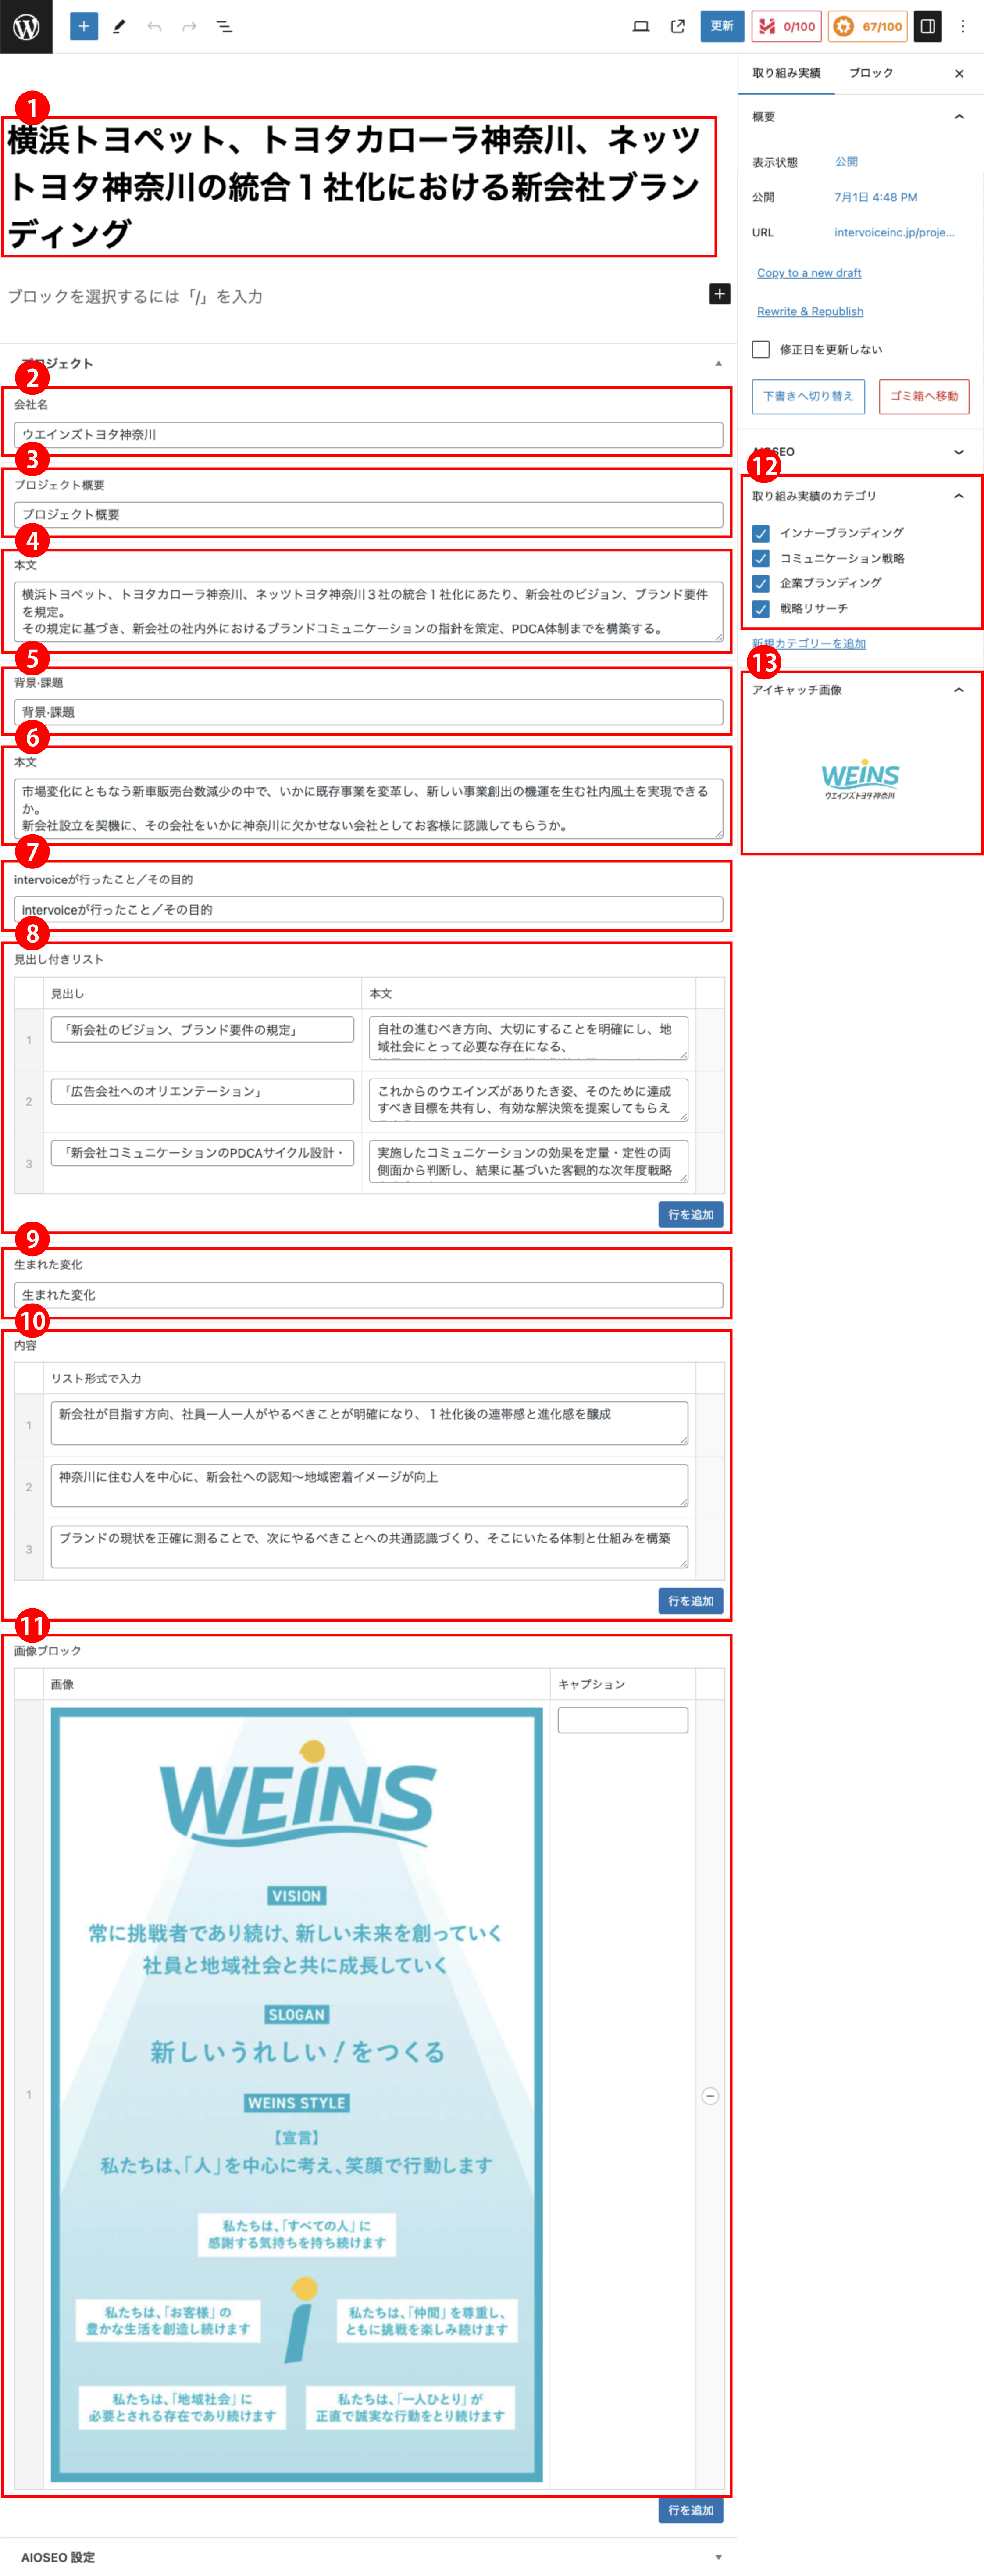 更新
0/100
67/100
1
横浜トヨペット、トヨタカローラ神奈川、ネッツ
トヨタ神奈川の統合１社化における新会社ブラン
ディング
ブロックを選択するには「/」を入力
ジェクト
2
会社名
ウエインズトヨタ神奈川
3
プロジェクト概要
プロジェクト概要
4
本文
横浜トヨペット、トヨタカローラ神奈川、ネッツトヨタ神奈川３社の統合１社化にあたり、新会社のビジョン、ブランド要件
を規定。
その規定に基づき、新会社の社内外におけるブランドコミュニケーションの指針を策定、PDCA体制までを構築する。
5
背景·課題
背景·課題
6
本文
市場変化にともなう新車販売台数減少の中で、いかに既存事業を変革し、新しい事業創出の機運を生む社内風土を実現できる
か。
新会社設立を契機に、その会社をいかに神奈川に欠かせない会社としてお客様に認識してもらうか。
7
intervoiceが行ったこと／その目的
intervoiceが行ったこと／その目的
8
見出し付きリスト
見出し
本文
1
「新会社のビジョン、ブランド要件の規定」
自社の進むべき方向、大切にすることを明確にし、地
域社会にとって必要な存在になる、
2
「広告会社へのオリエンテーション」
これからのウエインズがありたき姿、そのために達成
すべき目標を共有し、有効な解決策を提案してもらえ
3
「新会社コミュニケーションのPDCAサイクル設計・
実施したコミュニケーションの効果を定量・定性の両
側面から判断し、結果に基づいた客観的な次年度戦略
行を追加
9
生まれた変化
生まれた変化
10
内容
リスト形式で入力
1
新会社が目指す方向、社員一人一人がやるべきことが明確になり、１社化後の連帯感と進化感を醸成
2
神奈川に住む人を中心に、新会社への認知〜地域密着イメージが向上
3
ブランドの現状を正確に測ることで、次にやるべきことへの共通認識づくり、そこにいたる体制と仕組みを構築
行を追加
11
画像ブロック
画像
キャプション
1
WEiNS
VISION
常に挑戦者であり続け、新しい未来を創っていく
社員と地域社会と共に成長していく
SLOGAN
新しいうれしい！をつくる
WEINS STYLE
【宣言】
私たちは、「人」を中心に考え、笑顔で行動します
私たちは、「すべての人」に
感謝する気持ちを持ち続けます
私たちは、「お客様」の
豊かな生活を創造し続けます
i
私たちは、「仲間」を尊重し、
ともに挑戦を楽しみ続けます
私たちは、「地域社会」に
必要とされる存在であり続けます
私たちは、「一人ひとり」が
正直で誠実な行動をとり続けます
行を追加
AIOSEO 設定
取り組み実績
ブロック
概要
表示状態
公開
公開
7月1日 4:48 PM
URL
intervoiceinc.jp/proje...
Copy to a new draft
Rewrite & Republish
修正日を更新しない
下書きへ切り替え
ゴミ箱へ移動
SEO
12
取り組み実績のカテゴリ
インナーブランディング
コミュニケーション戦略
企業ブランディング
戦略リサーチ
新規カテゴリーを追加
13
アイキャッチ画像
WEiNS
ウエインズトヨタ神奈川